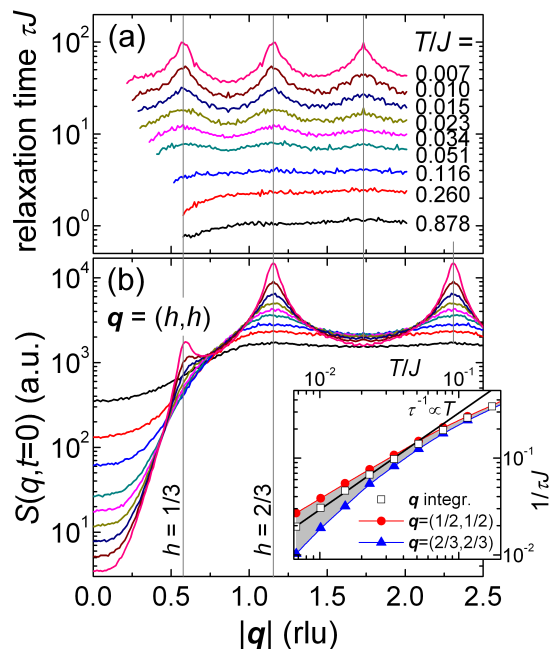 (a)
T/J =
relaxation time τJ
10²
10¹
10⁰
0.007
0.010
0.015
0.023
0.034
0.051
0.116
0.260
0.878
(b)
q = (h,h)
S(q,t=0) (a.u.)
10⁴
10³
10²
10¹
h = 1/3
h = 2/3
T/J
10⁻² 10⁻¹
τ⁻¹∝T
q integr.
q=(1/2,1/2)
q=(2/3,2/3)
10⁻¹
10⁻²
1/τJ
0.0 0.5 1.0 1.5 2.0 2.5
|q| (rlu)